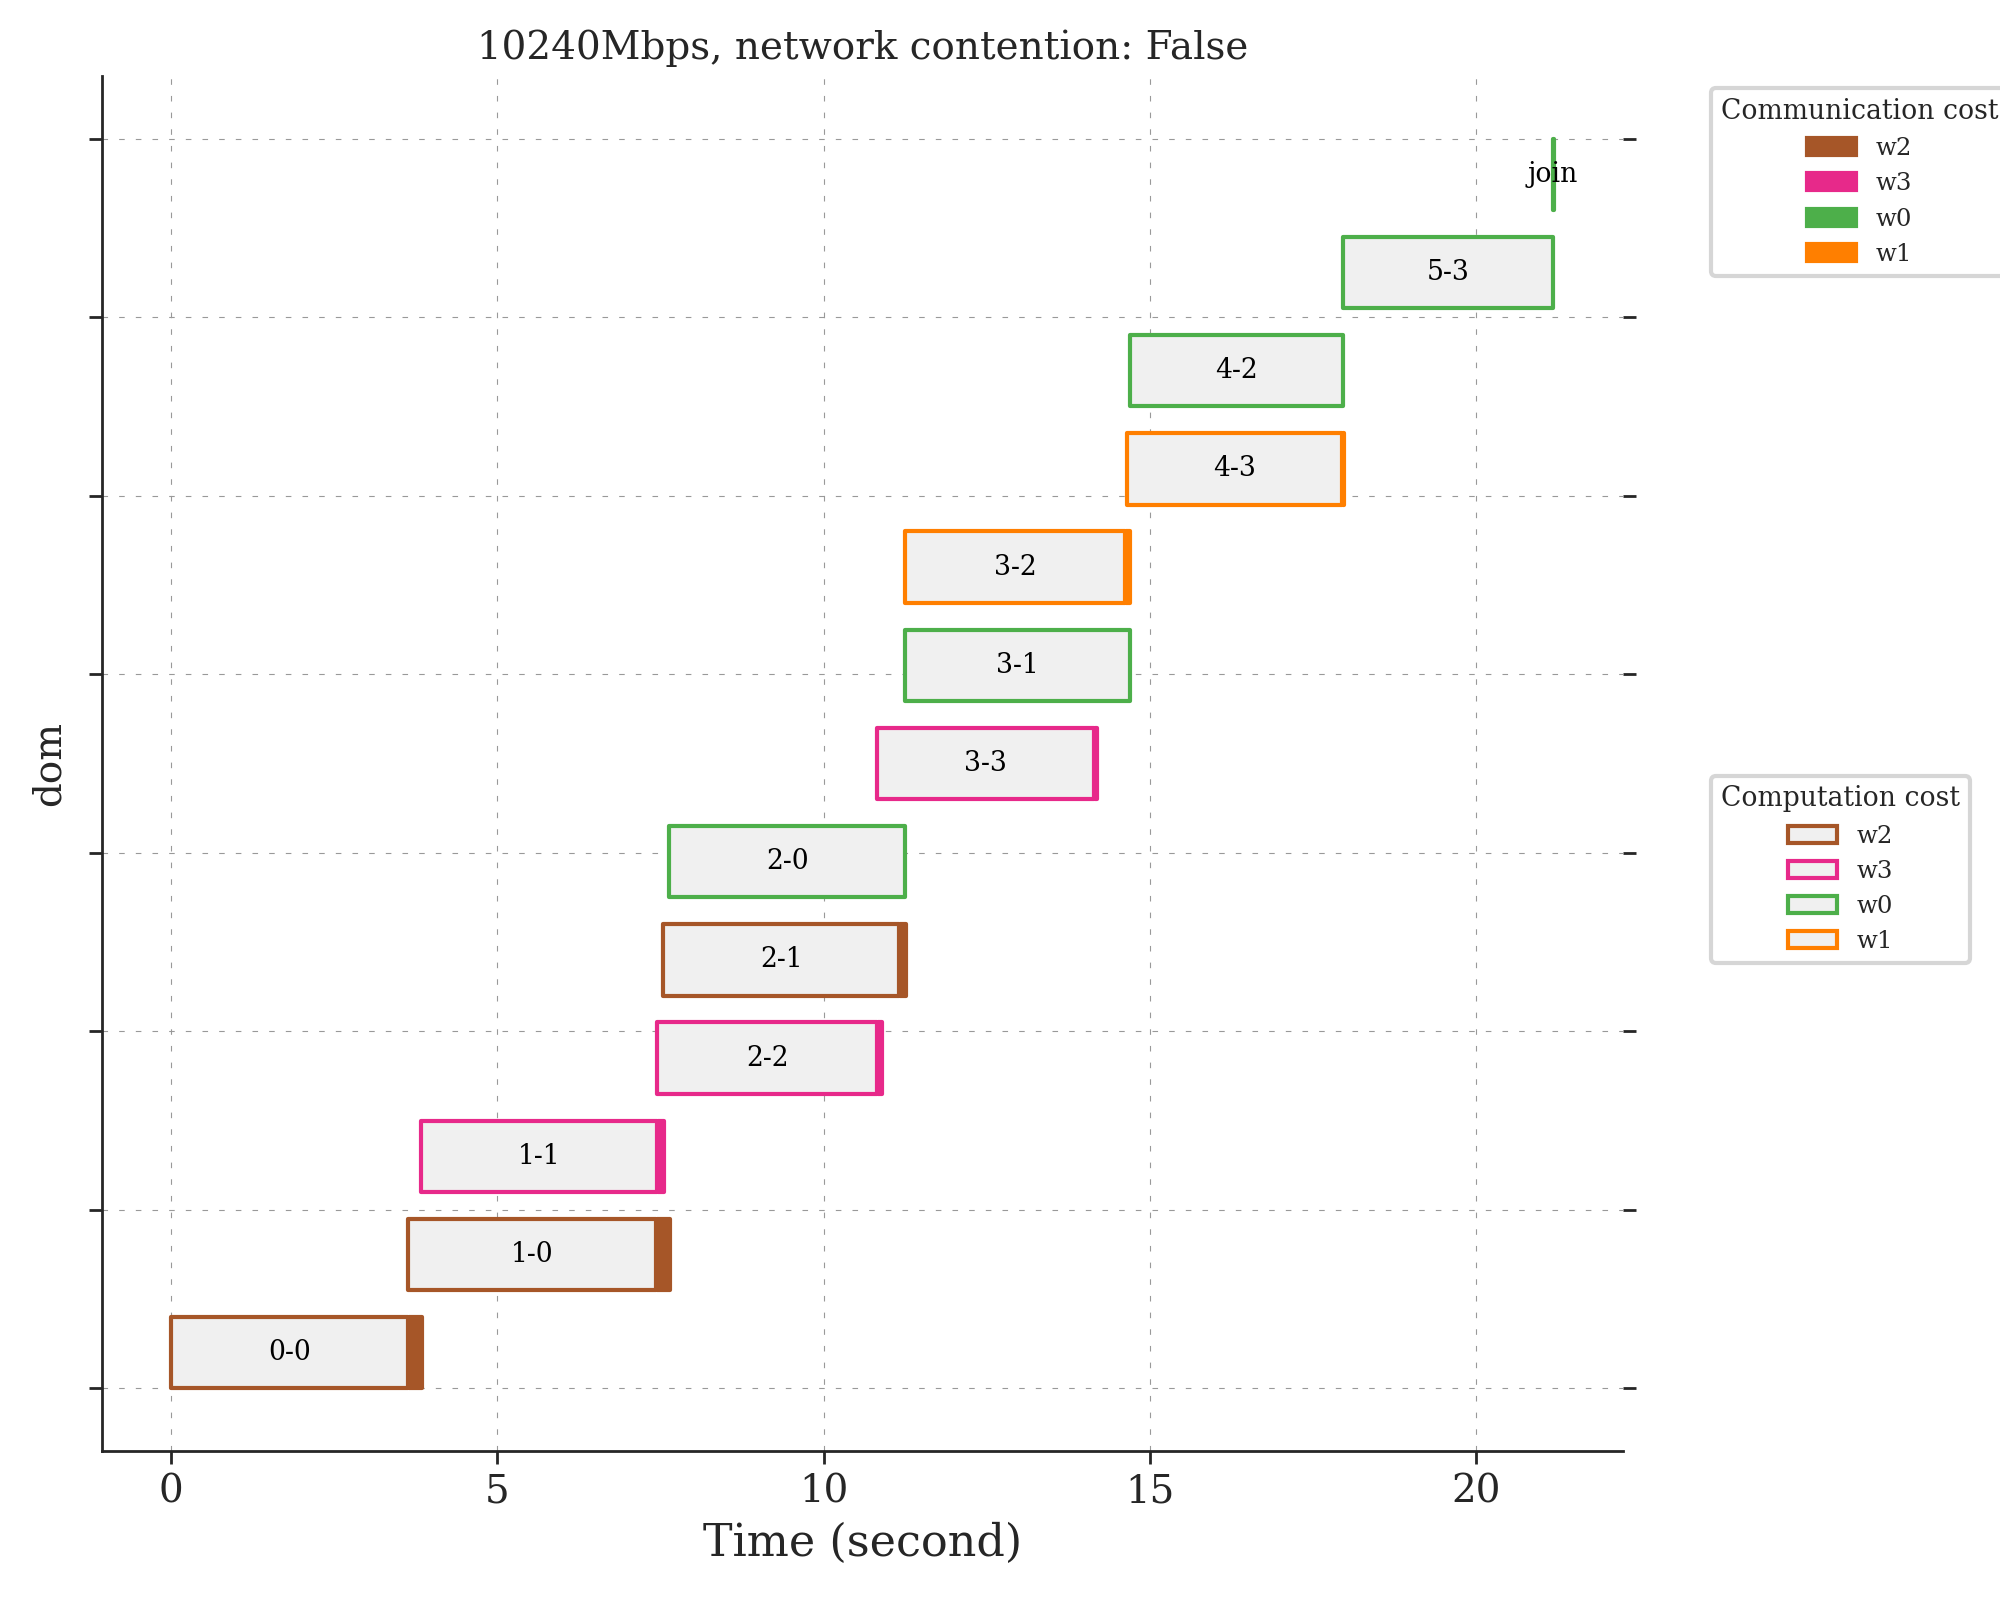 10240Mbps, network contention: False
Communication cost
w2
w3
w0
w1
join
5-3
4-2
4-3
3-2
3-1
3-3
dom
Computation cost
w2
w3
w0
w1
2-0
2-1
2-2
1-1
1-0
0-0
0 5 10 15 20
Time (second)